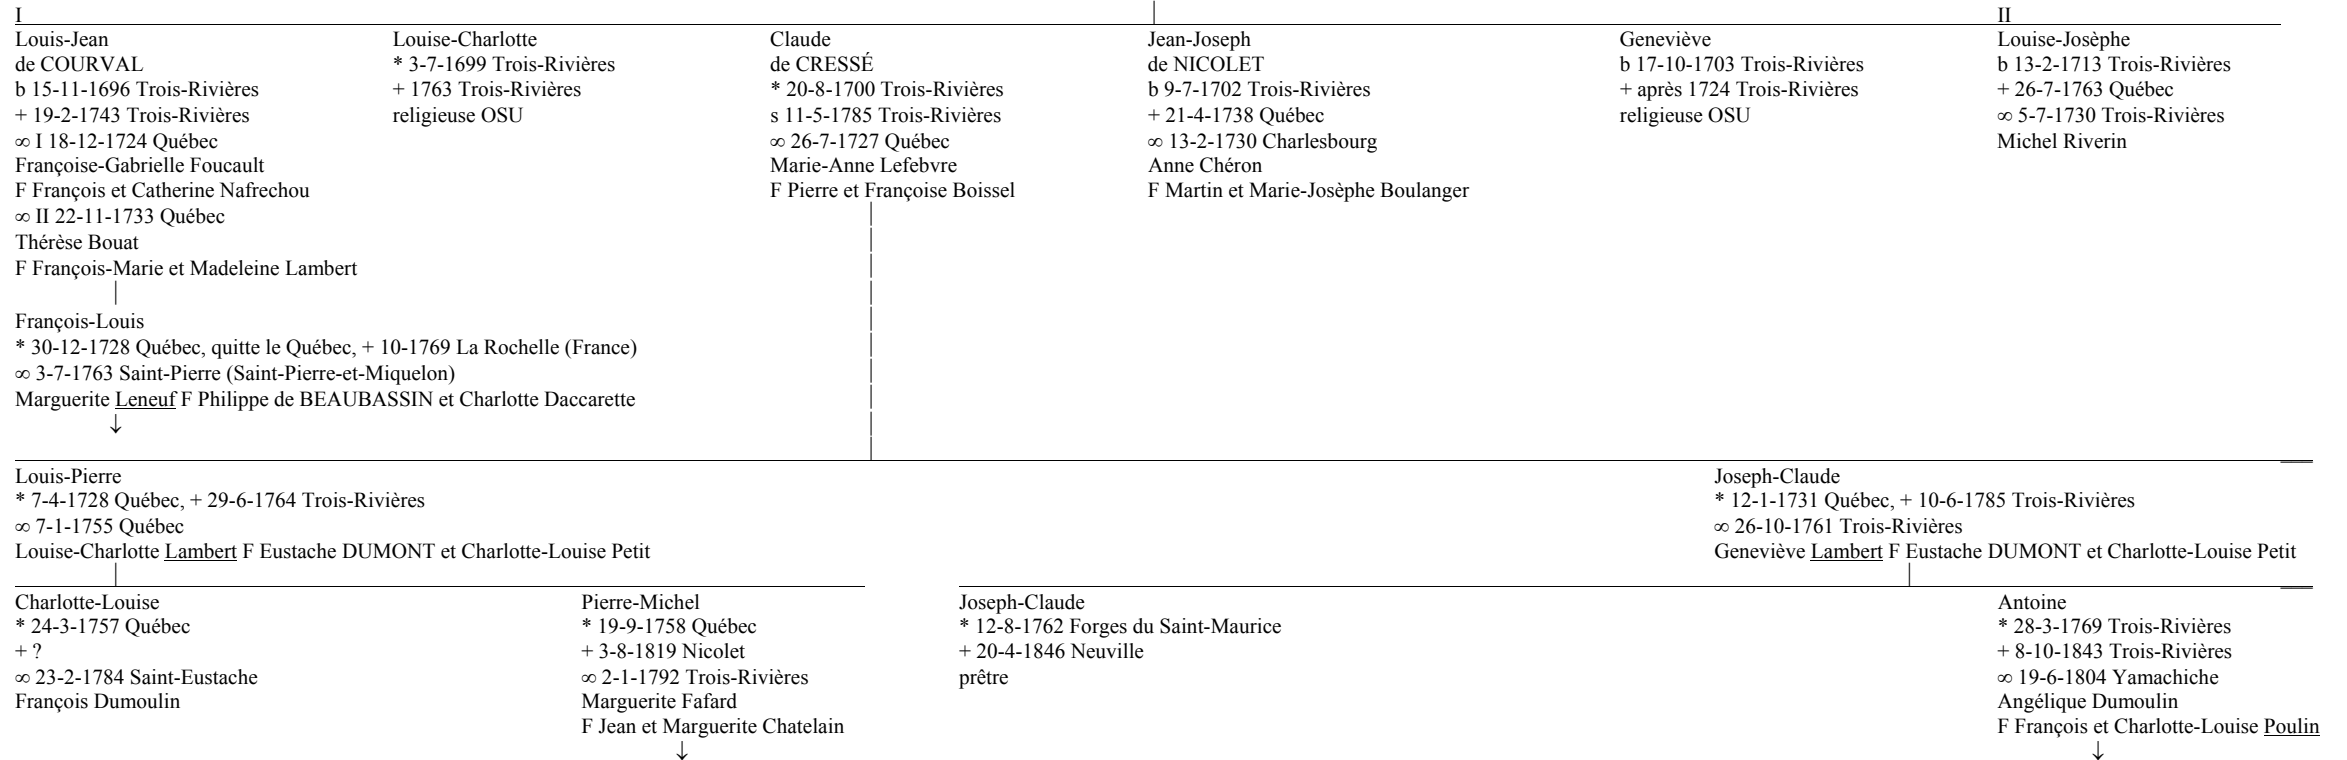 I
II
Louis-Jean
de COURVAL
b 15-11-1696 Trois-Rivières
+ 19-2-1743 Trois-Rivières
∞ I 18-12-1724 Québec
Françoise-Gabrielle Foucault
F François et Catherine Nafrechou
∞ II 22-11-1733 Québec
Thérèse Bouat
F François-Marie et Madeleine Lambert
Louise-Charlotte
* 3-7-1699 Trois-Rivières
+ 1763 Trois-Rivières
religieuse OSU
Claude
de CRESSÉ
* 20-8-1700 Trois-Rivières
s 11-5-1785 Trois-Rivières
∞ 26-7-1727 Québec
Marie-Anne Lefebvre
F Pierre et Françoise Boissel
Jean-Joseph
de NICOLET
b 9-7-1702 Trois-Rivières
+ 21-4-1738 Québec
∞ 13-2-1730 Charlesbourg
Anne Chéron
F Martin et Marie-Josèphe Boulanger
Geneviève
b 17-10-1703 Trois-Rivières
+ après 1724 Trois-Rivières
religieuse OSU
Louise-Josèphe
b 13-2-1713 Trois-Rivières
+ 26-7-1763 Québec
∞ 5-7-1730 Trois-Rivières
Michel Riverin
François-Louis
* 30-12-1728 Québec, quitte le Québec, + 10-1769 La Rochelle (France)
∞ 3-7-1763 Saint-Pierre (Saint-Pierre-et-Miquelon)
Marguerite Leneuf F Philippe de BEAUBASSIN et Charlotte Daccarette
↓
Louis-Pierre
* 7-4-1728 Québec, + 29-6-1764 Trois-Rivières
∞ 7-1-1755 Québec
Louise-Charlotte Lambert F Eustache DUMONT et Charlotte-Louise Petit
Joseph-Claude
* 12-1-1731 Québec, + 10-6-1785 Trois-Rivières
∞ 26-10-1761 Trois-Rivières
Geneviève Lambert F Eustache DUMONT et Charlotte-Louise Petit
Charlotte-Louise
* 24-3-1757 Québec
+ ?
∞ 23-2-1784 Saint-Eustache
François Dumoulin
Pierre-Michel
* 19-9-1758 Québec
+ 3-8-1819 Nicolet
∞ 2-1-1792 Trois-Rivières
Marguerite Fafard
F Jean et Marguerite Chatelain
↓
Joseph-Claude
* 12-8-1762 Forges du Saint-Maurice
+ 20-4-1846 Neuville
prêtre
Antoine
* 28-3-1769 Trois-Rivières
+ 8-10-1843 Trois-Rivières
∞ 19-6-1804 Yamachiche
Angélique Dumoulin
F François et Charlotte-Louise Poulin
↓